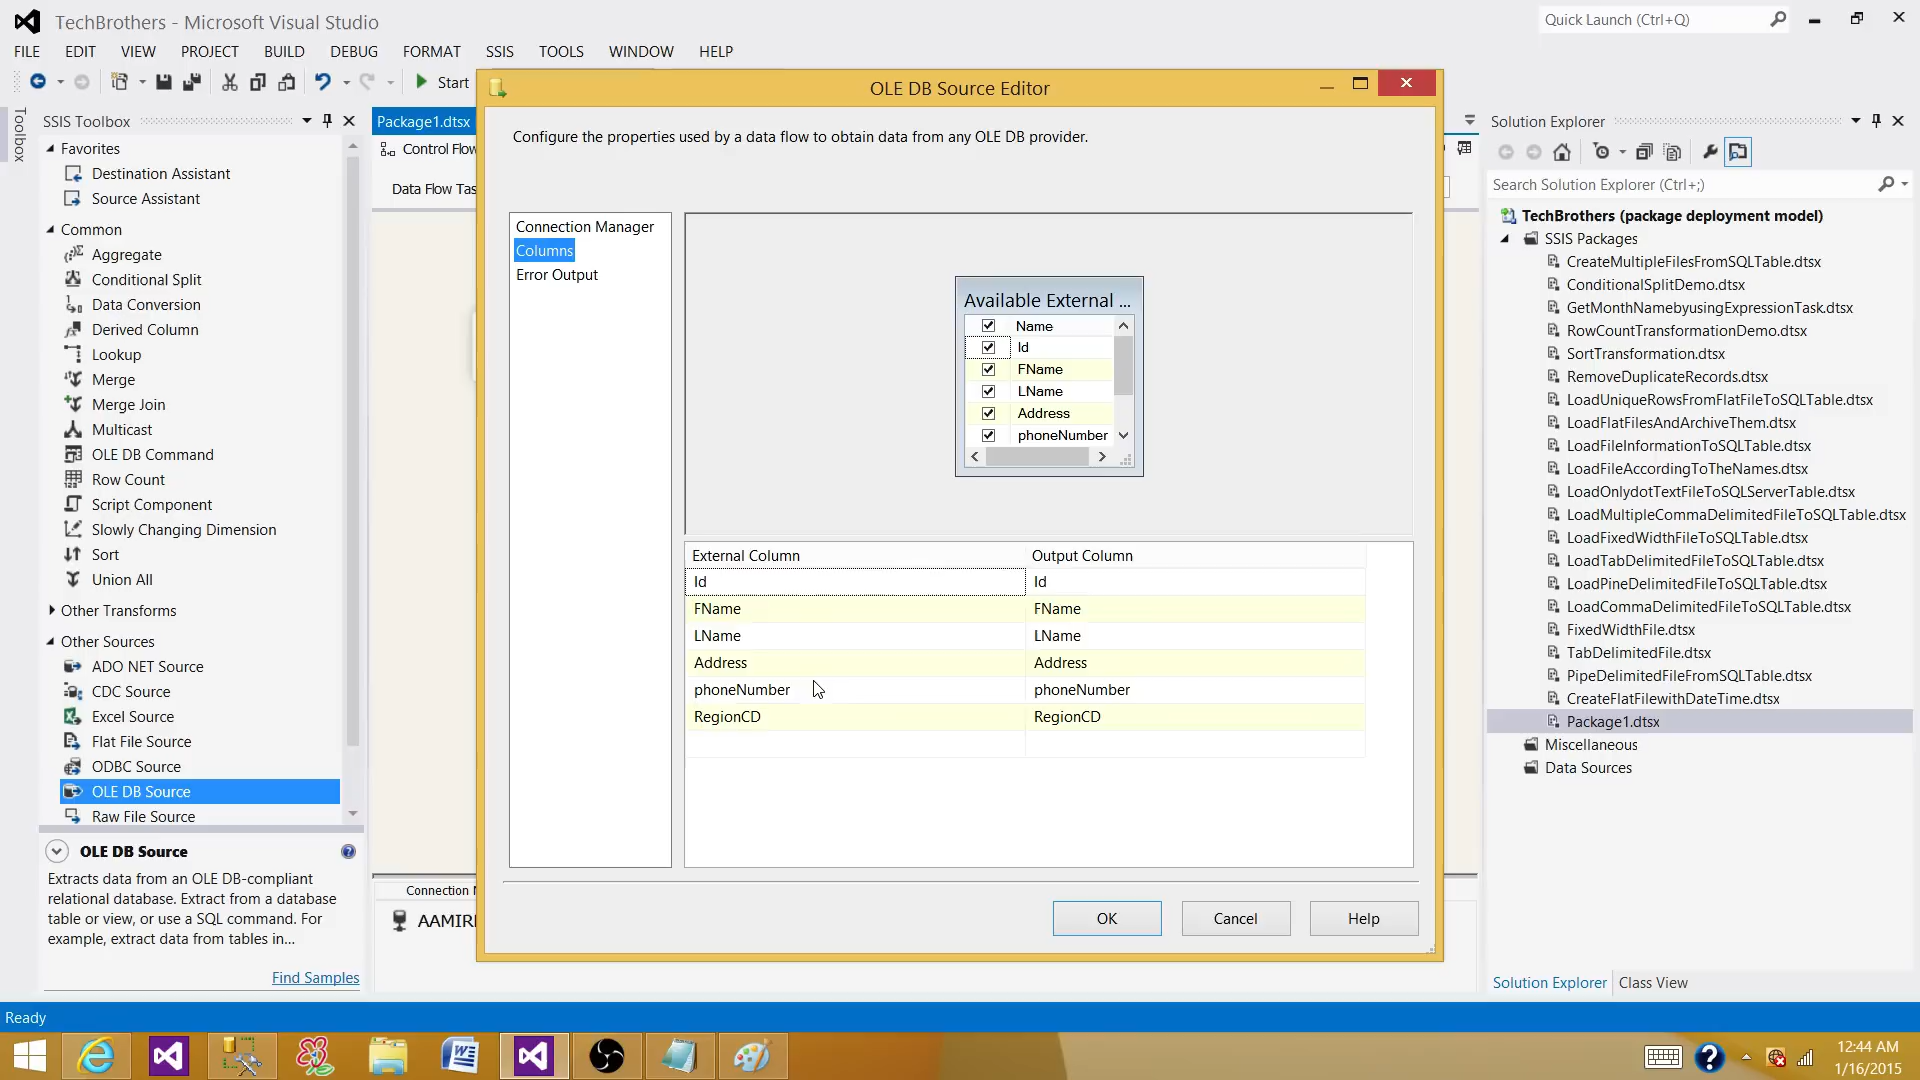 TechBrothers - Microsoft Visual Studio
Quick Launch (Ctrl+Q)
FILE EDIT VIEW PROJECT BUILD DEBUG FORMAT SSIS TOOLS WINDOW HELP
Start
Toolbox
SSIS Toolbox
Favorites
Destination Assistant
Source Assistant
Common
Aggregate
Conditional Split
Data Conversion
Derived Column
Lookup
Merge
Merge Join
Multicast
OLE DB Command
Row Count
Script Component
Slowly Changing Dimension
Sort
Union All
Other Transforms
Other Sources
ADO NET Source
CDC Source
Excel Source
Flat File Source
ODBC Source
OLE DB Source
Raw File Source
OLE DB Source
Extracts data from an OLE DB-compliant
relational database. Extract from a database
table or view, or use a SQL command. For
example, extract data from tables in...
Find Samples
Package1.dtsx
Control Flow
Data Flow Tas
Connection M
AAMIR
OLE DB Source Editor
Configure the properties used by a data flow to obtain data from any OLE DB provider.
Connection Manager
Columns
Error Output
Available External ...
Name
Id
FName
LName
Address
phoneNumber
External Column Output Column
Id Id
FName FName
LName LName
Address Address
phoneNumber phoneNumber
RegionCD RegionCD
OK Cancel Help
Solution Explorer
Search Solution Explorer (Ctrl+;)
TechBrothers (package deployment model)
SSIS Packages
CreateMultipleFilesFromSQLTable.dtsx
ConditionalSplitDemo.dtsx
GetMonthNamebyusingExpressionTask.dtsx
RowCountTransformationDemo.dtsx
SortTransformation.dtsx
RemoveDuplicateRecords.dtsx
LoadUniqueRowsFromFlatFileToSQLTable.dtsx
LoadFlatFilesAndArchiveThem.dtsx
LoadFileInformationToSQLTable.dtsx
LoadFileAccordingToTheNames.dtsx
LoadOnlydotTextFileToSQLServerTable.dtsx
LoadMultipleCommaDelimitedFileToSQLTable.dtsx
LoadFixedWidthFileToSQLTable.dtsx
LoadTabDelimitedFileToSQLTable.dtsx
LoadPineDelimitedFileToSQLTable.dtsx
LoadCommaDelimitedFileToSQLTable.dtsx
FixedWidthFile.dtsx
TabDelimitedFile.dtsx
PipeDelimitedFileFromSQLTable.dtsx
CreateFlatFilewithDateTime.dtsx
Package1.dtsx
Miscellaneous
Data Sources
Solution Explorer Class View
Ready
12:44 AM
1/16/2015